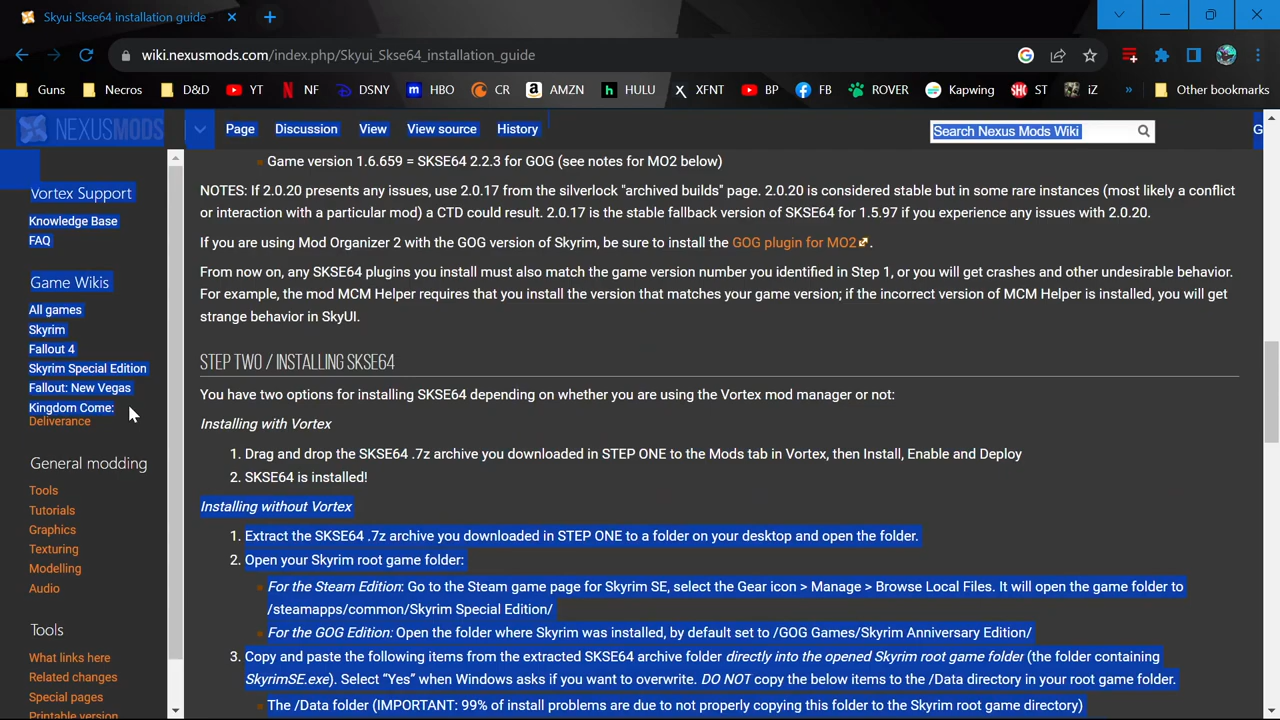 Skyui Skse64 installation guide -
wiki.nexusmods.com/index.php/Skyui_Skse64_installation_guide
Guns Necros D&D YT NF DSNY HBO CR AMZN HULU XFNT BP FB ROVER Kapwing ST iZ » Other bookmarks
NEXUSMODS Page Discussion View View source History Search Nexus Mods Wiki G
Vortex Support
Knowledge Base
FAQ
Game Wikis
All games
Skyrim
Fallout 4
Skyrim Special Edition
Fallout: New Vegas
Kingdom Come:
Deliverance
General modding
Tools
Tutorials
Graphics
Texturing
Modelling
Audio
Tools
What links here
Related changes
Special pages
Printable version
Game version 1.6.659 = SKSE64 2.2.3 for GOG (see notes for MO2 below)
NOTES: If 2.0.20 presents any issues, use 2.0.17 from the silverlock "archived builds" page. 2.0.20 is considered stable but in some rare instances (most likely a conflict
or interaction with a particular mod) a CTD could result. 2.0.17 is the stable fallback version of SKSE64 for 1.5.97 if you experience any issues with 2.0.20.
If you are using Mod Organizer 2 with the GOG version of Skyrim, be sure to install the GOG plugin for MO2.
From now on, any SKSE64 plugins you install must also match the game version number you identified in Step 1, or you will get crashes and other undesirable behavior.
For example, the mod MCM Helper requires that you install the version that matches your game version; if the incorrect version of MCM Helper is installed, you will get
strange behavior in SkyUI.
STEP TWO / INSTALLING SKSE64
You have two options for installing SKSE64 depending on whether you are using the Vortex mod manager or not:
Installing with Vortex
1. Drag and drop the SKSE64 .7z archive you downloaded in STEP ONE to the Mods tab in Vortex, then Install, Enable and Deploy
2. SKSE64 is installed!
Installing without Vortex
1. Extract the SKSE64 .7z archive you downloaded in STEP ONE to a folder on your desktop and open the folder.
2. Open your Skyrim root game folder:
For the Steam Edition: Go to the Steam game page for Skyrim SE, select the Gear icon > Manage > Browse Local Files. It will open the game folder to
/steamapps/common/Skyrim Special Edition/
For the GOG Edition: Open the folder where Skyrim was installed, by default set to /GOG Games/Skyrim Anniversary Edition/
3. Copy and paste the following items from the extracted SKSE64 archive folder directly into the opened Skyrim root game folder (the folder containing
SkyrimSE.exe). Select “Yes” when Windows asks if you want to overwrite. DO NOT copy the below items to the /Data directory in your root game folder.
The /Data folder (IMPORTANT: 99% of install problems are due to not properly copying this folder to the Skyrim root game directory)